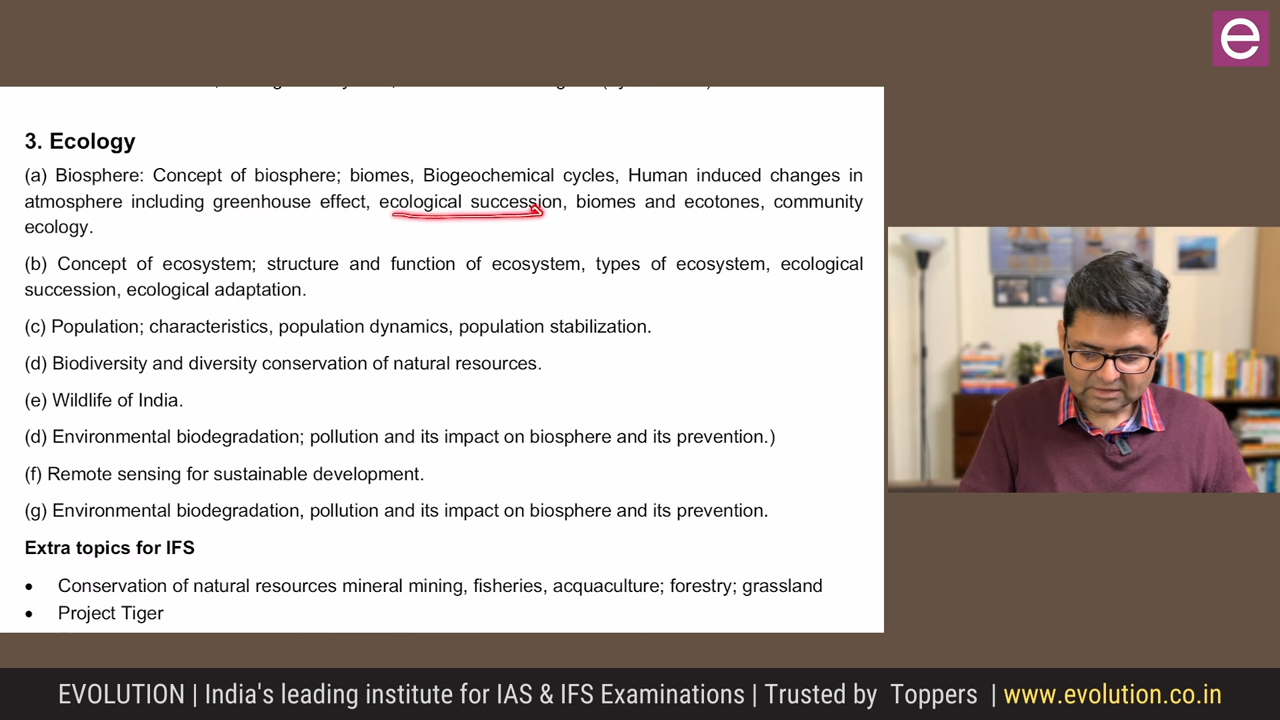 e
3. Ecology
(a) Biosphere: Concept of biosphere; biomes, Biogeochemical cycles, Human induced changes in
atmosphere including greenhouse effect, ecological succession, biomes and ecotones, community
ecology.
(b) Concept of ecosystem; structure and function of ecosystem, types of ecosystem, ecological
succession, ecological adaptation.
(c) Population; characteristics, population dynamics, population stabilization.
(d) Biodiversity and diversity conservation of natural resources.
(e) Wildlife of India.
(d) Environmental biodegradation; pollution and its impact on biosphere and its prevention.)
(f) Remote sensing for sustainable development.
(g) Environmental biodegradation, pollution and its impact on biosphere and its prevention.
Extra topics for IFS
• Conservation of natural resources mineral mining, fisheries, acquaculture; forestry; grassland
• Project Tiger
EVOLUTION | India's leading institute for IAS & IFS Examinations | Trusted by Toppers | www.evolution.co.in